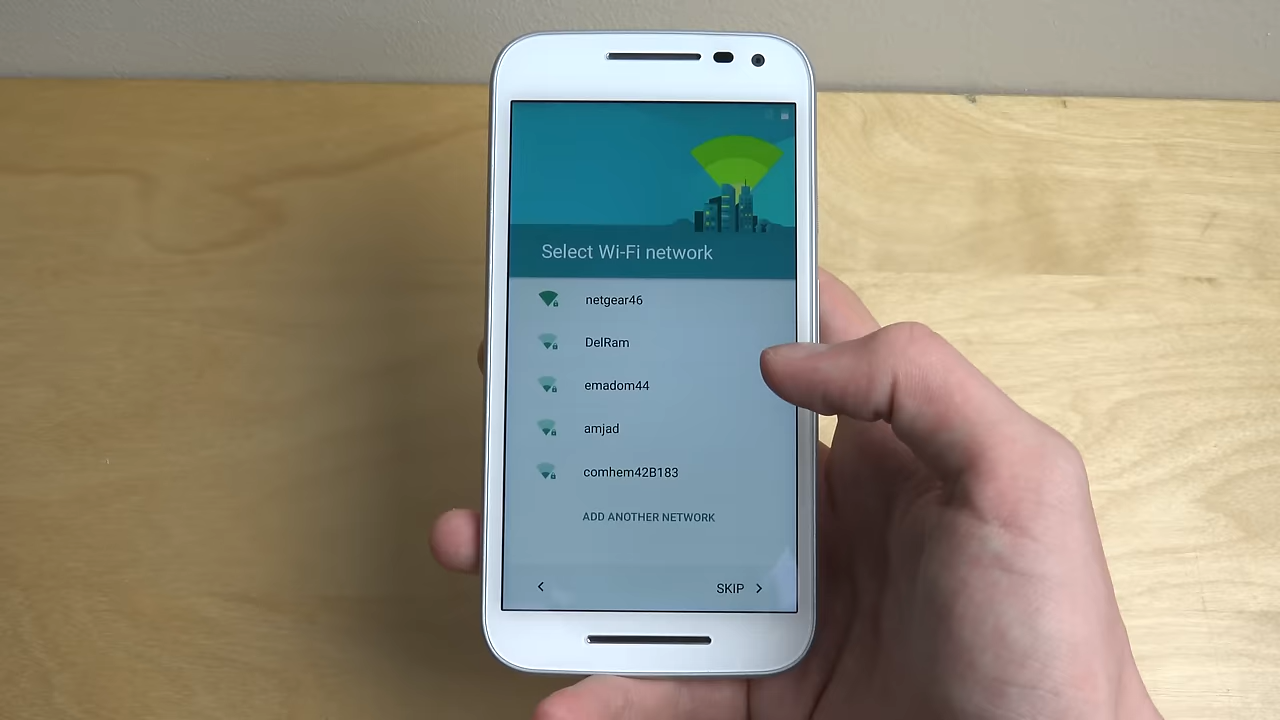 Select Wi-Fi network
netgear46
DelRam
emadom44
amjad
comhem42B183
ADD ANOTHER NETWORK
SKIP